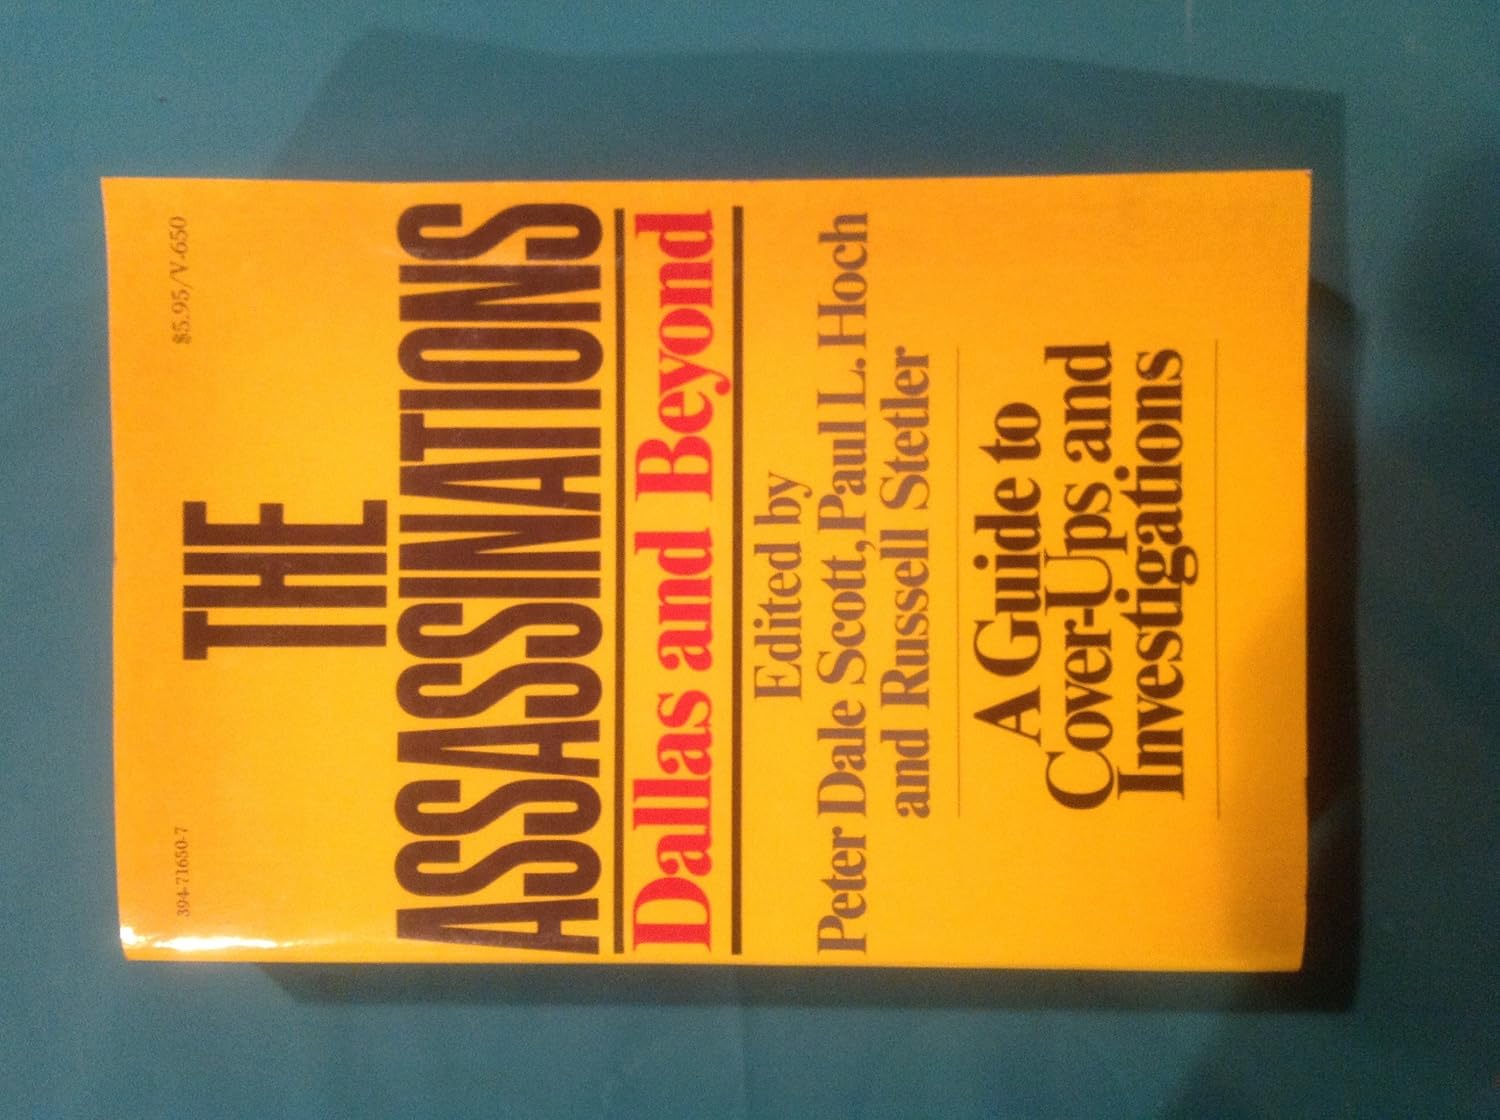 394-71650-7
$5.95/V-650
THE
ASSASSINATIONS
Dallas and Beyond
Edited by
Peter Dale Scott, Paul L. Hoch
and Russell Stetler
A Guide to
Cover-Ups and
Investigations